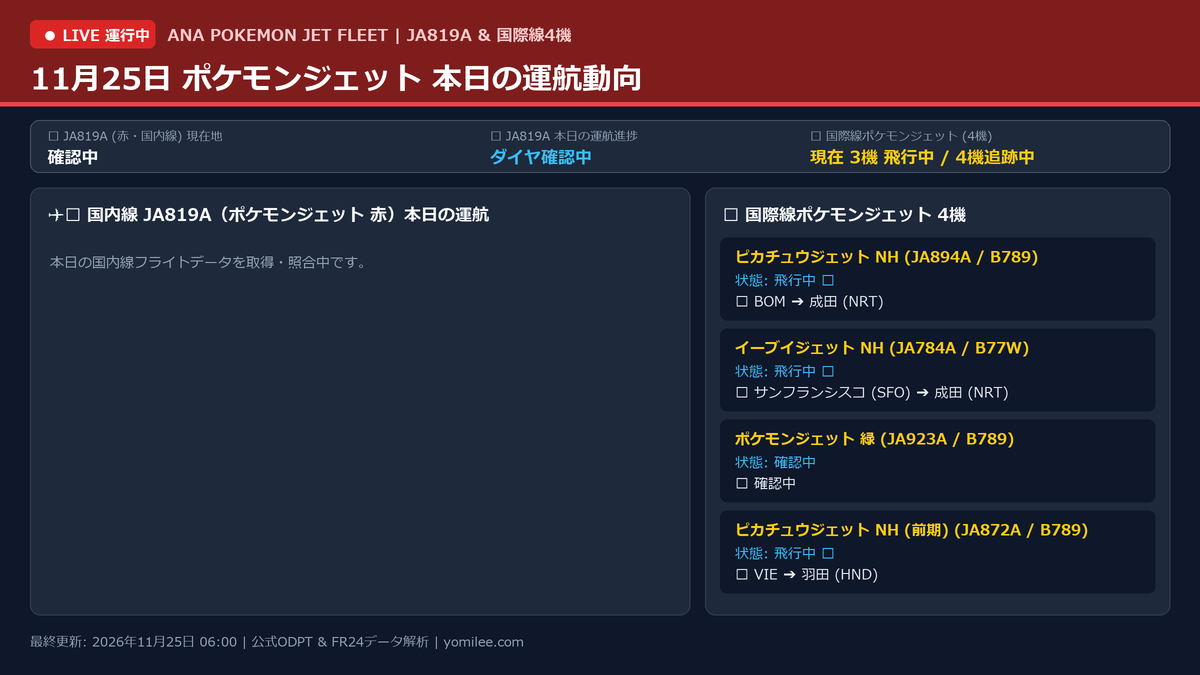 ● LIVE 運行中 ANA POKEMON JET FLEET | JA819A & 国際線4機
11月25日 ポケモンジェット 本日の運航動向
□ JA819A (赤・国内線) 現在地
確認中
□ JA819A 本日の運航進捗
ダイヤ確認中
□ 国際線ポケモンジェット (4機)
現在 3機 飛行中 / 4機追跡中
✈□ 国内線 JA819A（ポケモンジェット 赤）本日の運航
本日の国内線フライトデータを取得・照合中です。
□ 国際線ポケモンジェット 4機
ピカチュウジェット NH (JA894A / B789)
状態: 飛行中 □
□ BOM ➔ 成田 (NRT)
イーブイジェット NH (JA784A / B77W)
状態: 飛行中 □
□ サンフランシスコ (SFO) ➔ 成田 (NRT)
ポケモンジェット 緑 (JA923A / B789)
状態: 確認中
□ 確認中
ピカチュウジェット NH (前期) (JA872A / B789)
状態: 飛行中 □
□ VIE ➔ 羽田 (HND)
最終更新: 2026年11月25日 06:00 | 公式ODPT & FR24データ解析 | yomilee.com